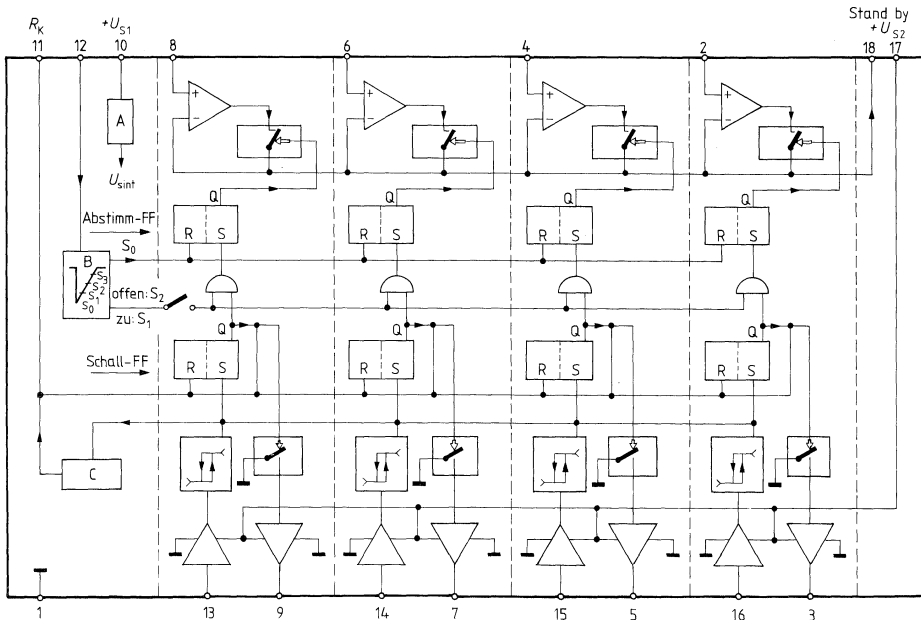 Stand by
R_K +U_S1 +U_S2
11 12 10 8 6 4 2 18 17
+ + + +
− − − −
A
U_sint
Q Q Q Q
Abstimm-FF
R S R S R S R S
S_0
B
S_3
S_2
S_1
S_0
offen: S_2
zu: S_1
Q Q Q Q
Schall-FF
R S R S R S R S
C
1 13 9 14 7 15 5 16 3